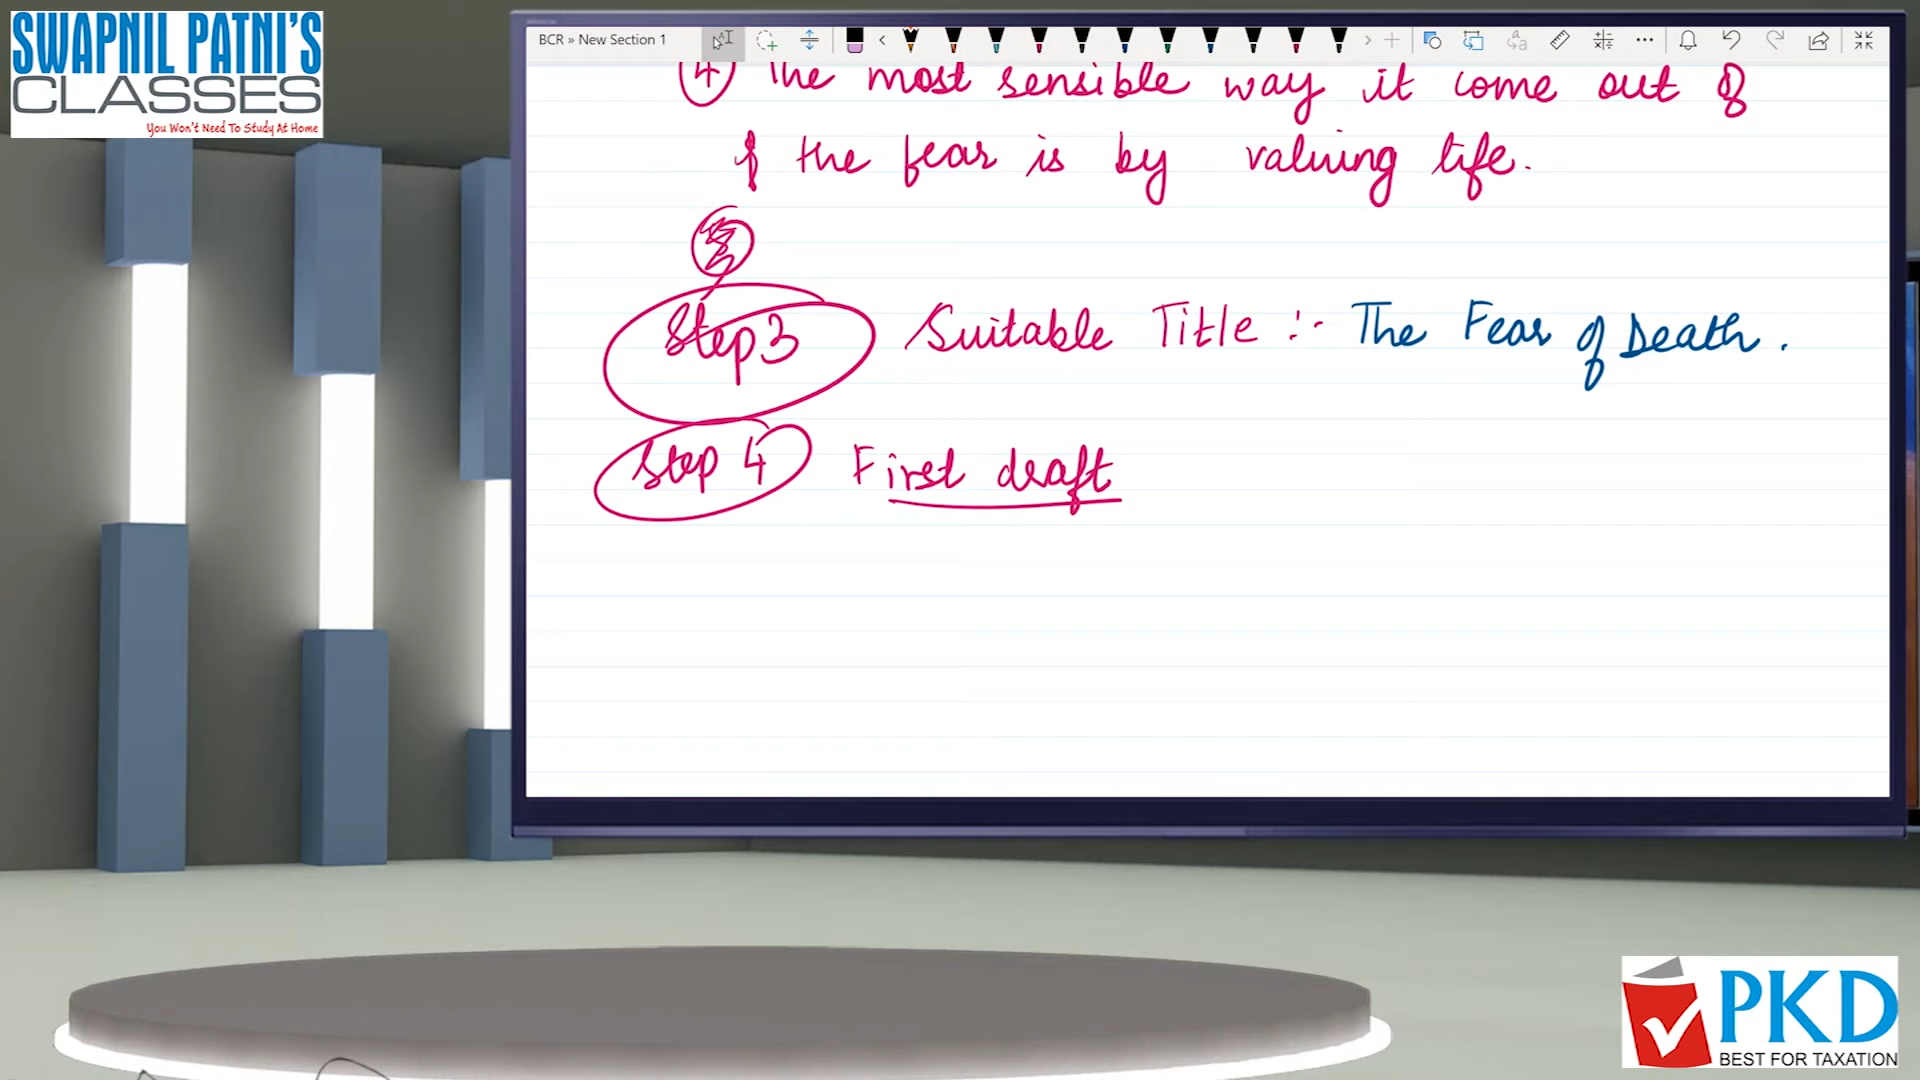 SWAPNIL PATNI'S
CLASSES
You Won't Need To Study At Home
BCR » New Section 1
④ The most sensible way it come out of
of the fear is by valuing life.
Step 3 Suitable Title :- The Fear of Death.
Step 4 First draft
PKD
BEST FOR TAXATION